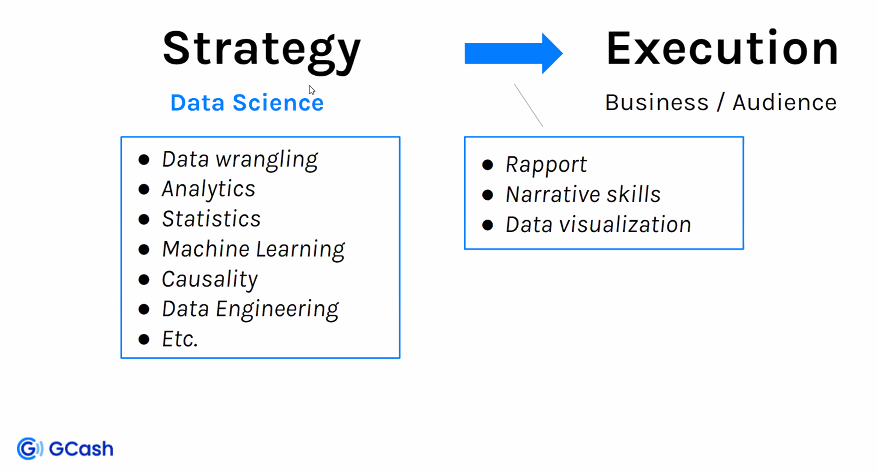 Strategy
Execution
Data Science
Business / Audience
● Data wrangling
● Analytics
● Statistics
● Machine Learning
● Causality
● Data Engineering
● Etc.
● Rapport
● Narrative skills
● Data visualization
GCash